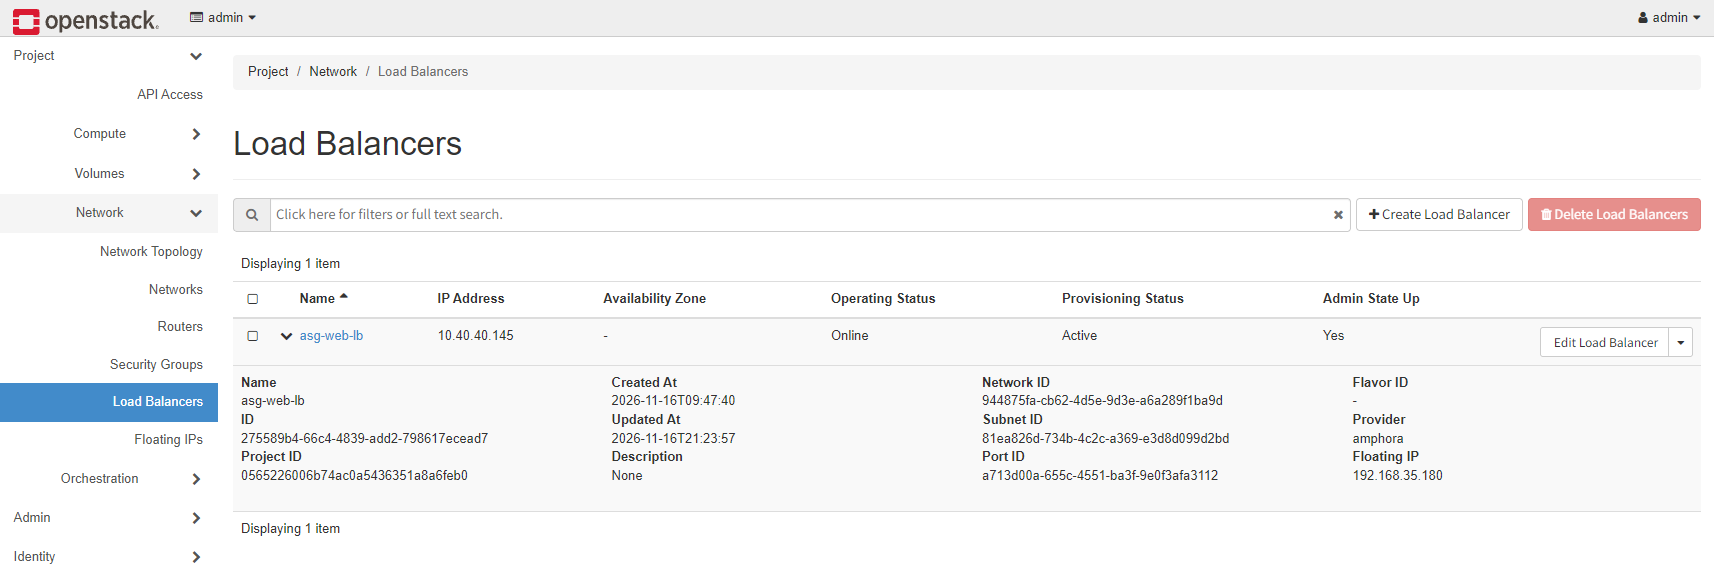 openstack. admin admin
Project
API Access
Compute
Volumes
Network
Network Topology
Networks
Routers
Security Groups
Load Balancers
Floating IPs
Orchestration
Admin
Identity
Project / Network / Load Balancers
Load Balancers
Click here for filters or full text search. Create Load Balancer Delete Load Balancers
Displaying 1 item
Name IP Address Availability Zone Operating Status Provisioning Status Admin State Up
asg-web-lb 10.40.40.145 - Online Active Yes Edit Load Balancer
Name Created At Network ID Flavor ID
asg-web-lb 2026-11-16T09:47:40 944875fa-cb62-4d5e-9d3e-a6a289f1ba9d -
ID Updated At Subnet ID Provider
275589b4-66c4-4839-add2-798617ecead7 2026-11-16T21:23:57 81ea826d-734b-4c2c-a369-e3d8d099d2bd amphora
Project ID Description Port ID Floating IP
0565226006b74ac0a5436351a8a6feb0 None a713d00a-655c-4551-ba3f-9e0f3afa3112 192.168.35.180
Displaying 1 item